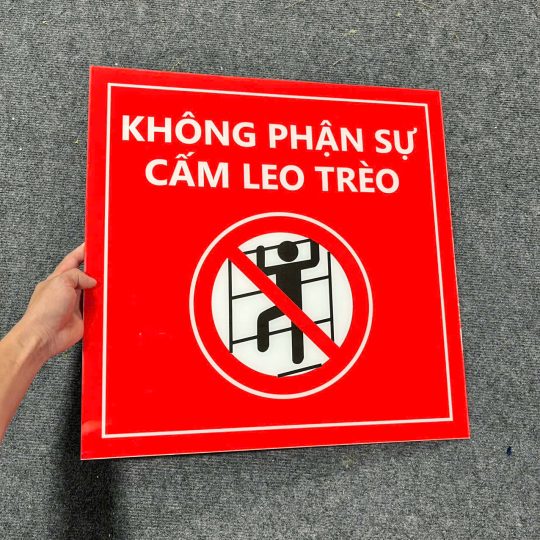 KHÔNG PHẬN SỰ
CẤM LEO TRÈO